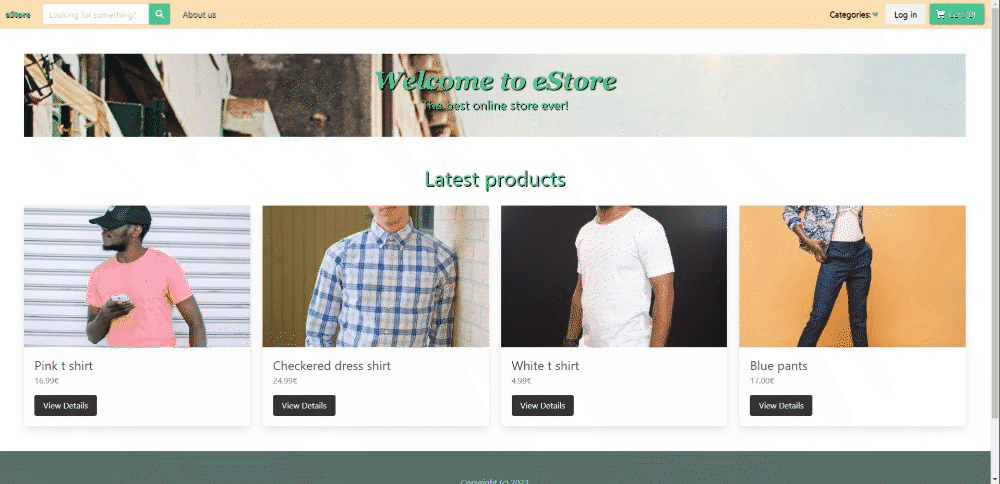 eStore
Looking for something?
About us
Categories:
Log in
Cart (0)
Welcome to eStore
The best online store ever!
Latest products
Pink t shirt
16.99€
View Details
Checkered dress shirt
24.99€
View Details
White t shirt
4.99€
View Details
Blue pants
17.00€
View Details
Copyright (c) 2023